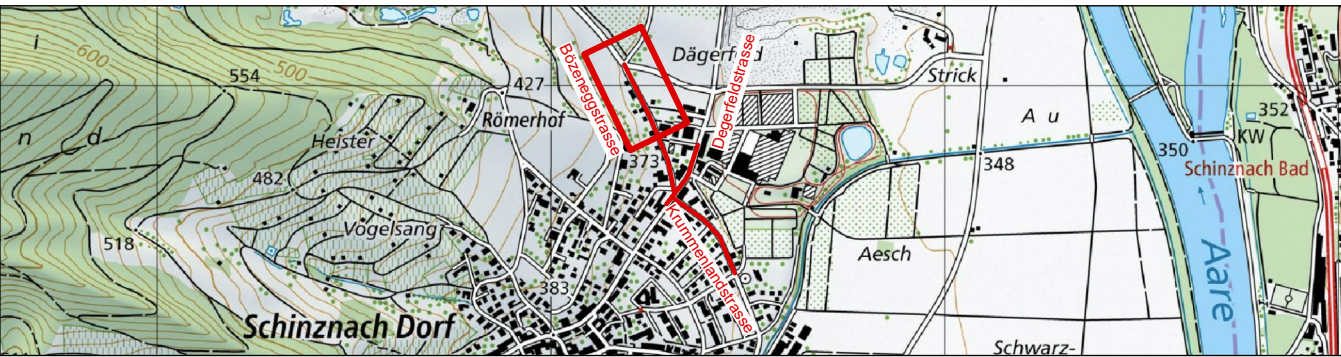 i
600
500
554
n
d
Heister
482
518
Vogelsang
427
Römerhof
383
Schinznach Dorf
Bözeneggstrasse
Dägerfeld
Degerfeldstrasse
373
Krummenlandstrasse
Strick
A u
348
Aesch
Schwarz-
350
KW
352
Schinznach Bad
Aare